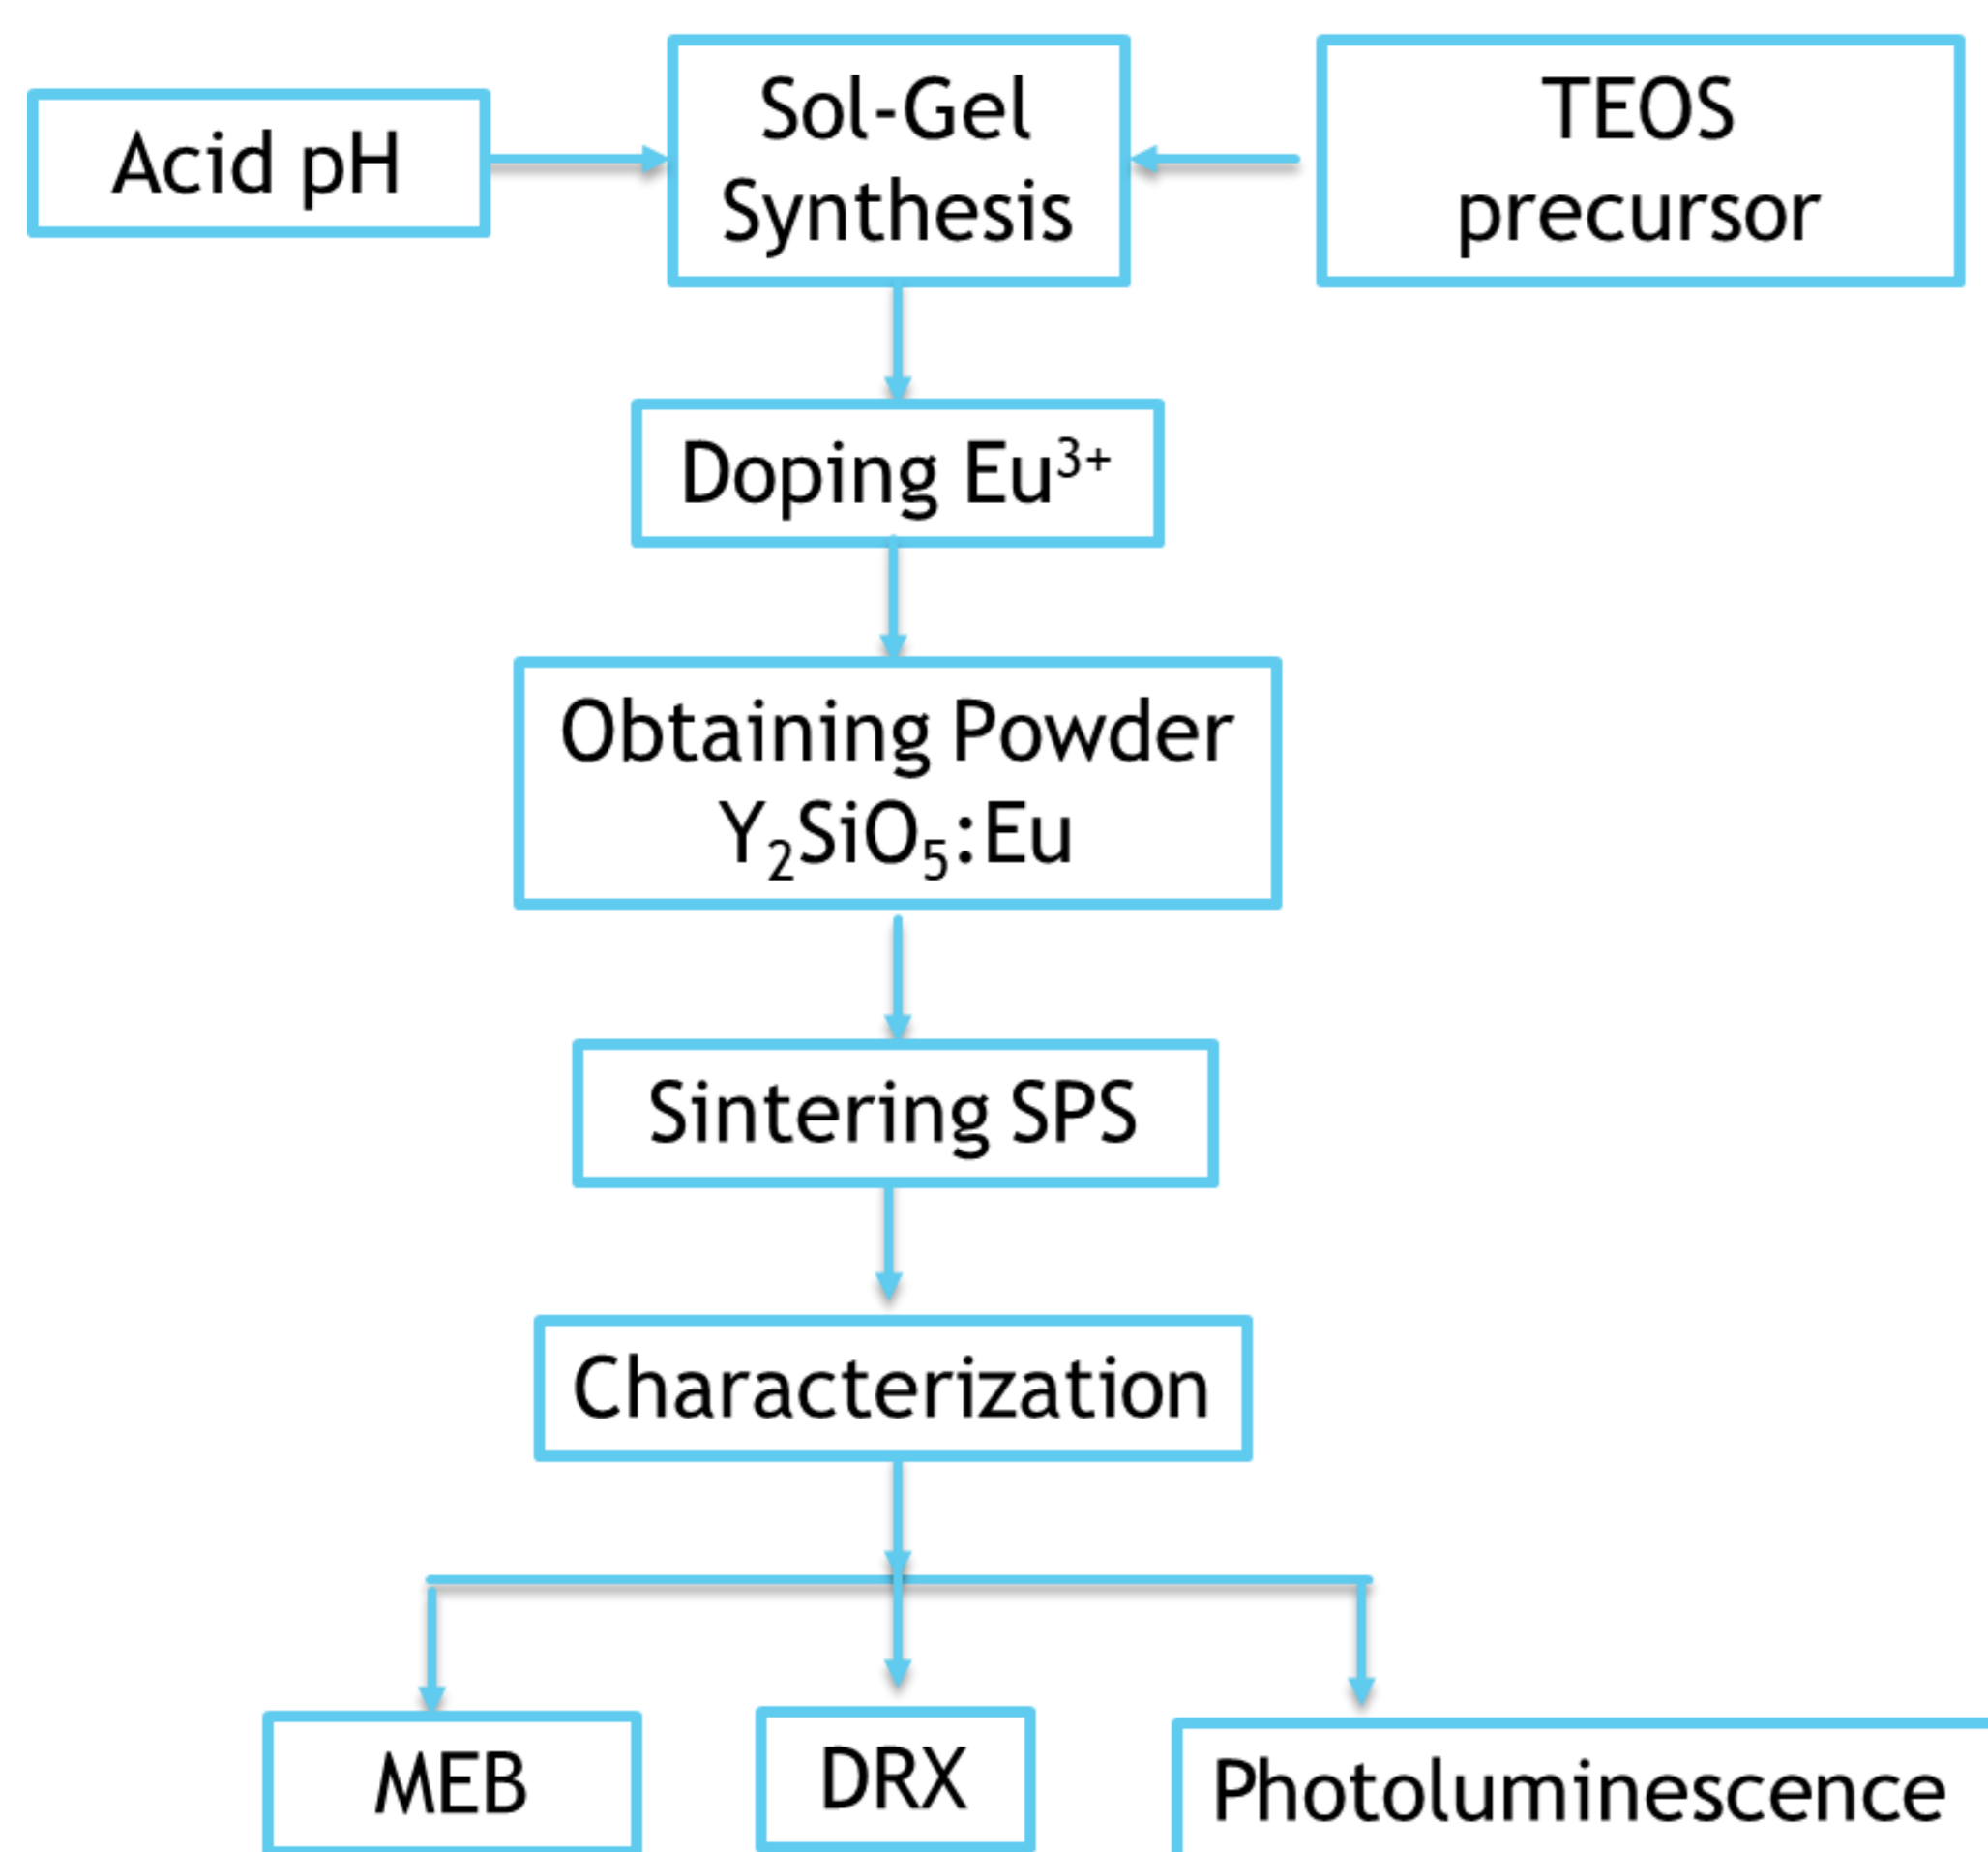 Acid pH
Sol-Gel
Synthesis
TEOS
precursor
Doping Eu³⁺
Obtaining Powder
Y₂SiO₅:Eu
Sintering SPS
Characterization
MEB
DRX
Photoluminescence